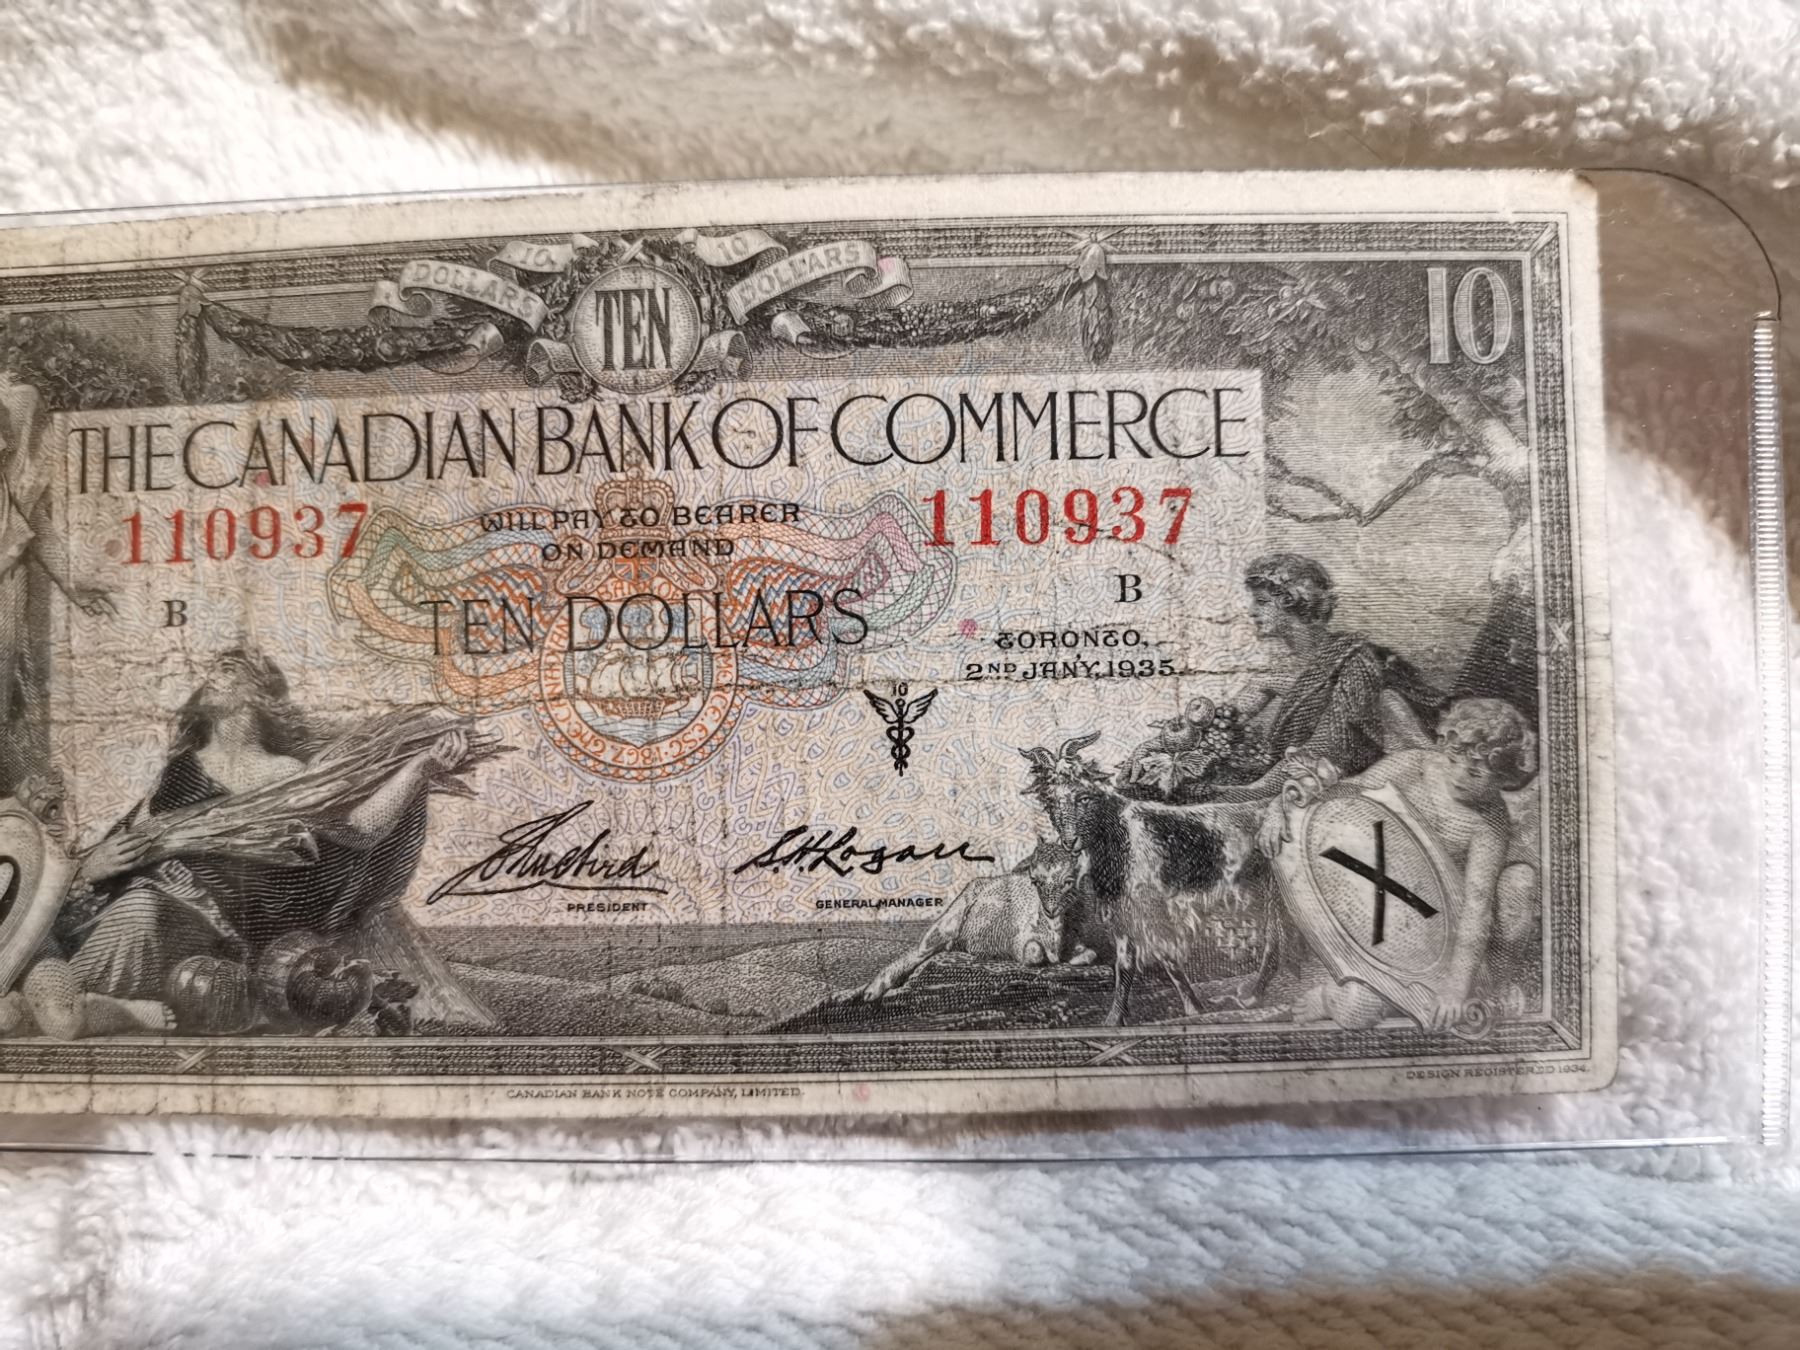 10 10
DOLLARS TEN DOLLARS
10
THE CANADIAN BANK OF COMMERCE
110937 110937
WILL PAY TO BEARER
ON DEMAND
B B
TEN DOLLARS
TORONTO,
2ND JANY. 1935
10
S.H. Logan
PRESIDENT GENERAL MANAGER
X
CANADIAN BANK NOTE COMPANY, LIMITED.
DESIGN REGISTERED 1934.